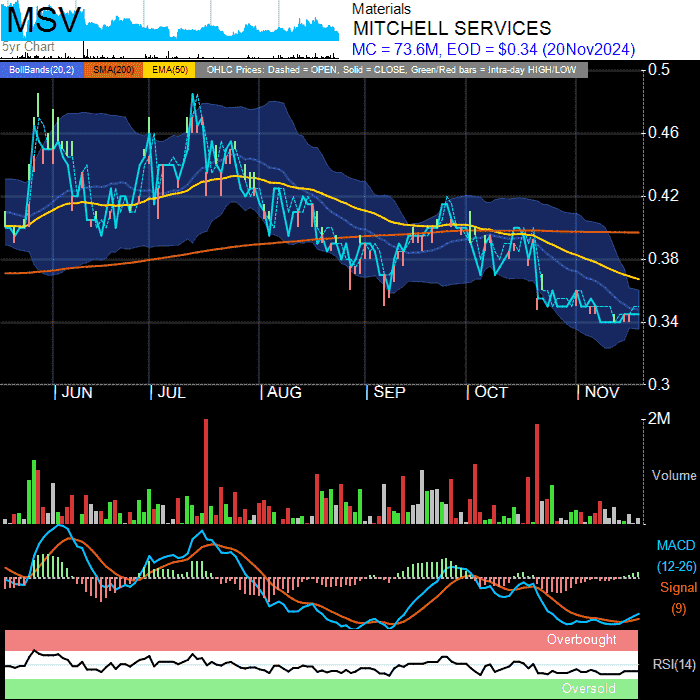 MSV
5yr Chart
Materials
MITCHELL SERVICES
MC = 73.6M, EOD = $0.34 (20Nov2024)
BollBands(20,2) SMA(200) EMA(50) OHLC Prices: Dashed = OPEN, Solid = CLOSE, Green/Red bars = Intra-day HIGH/LOW
0.5
0.46
0.42
0.38
0.34
0.3
JUN JUL AUG SEP OCT NOV
2M
Volume
MACD
(12-26)
Signal
(9)
Overbought
RSI(14)
Oversold